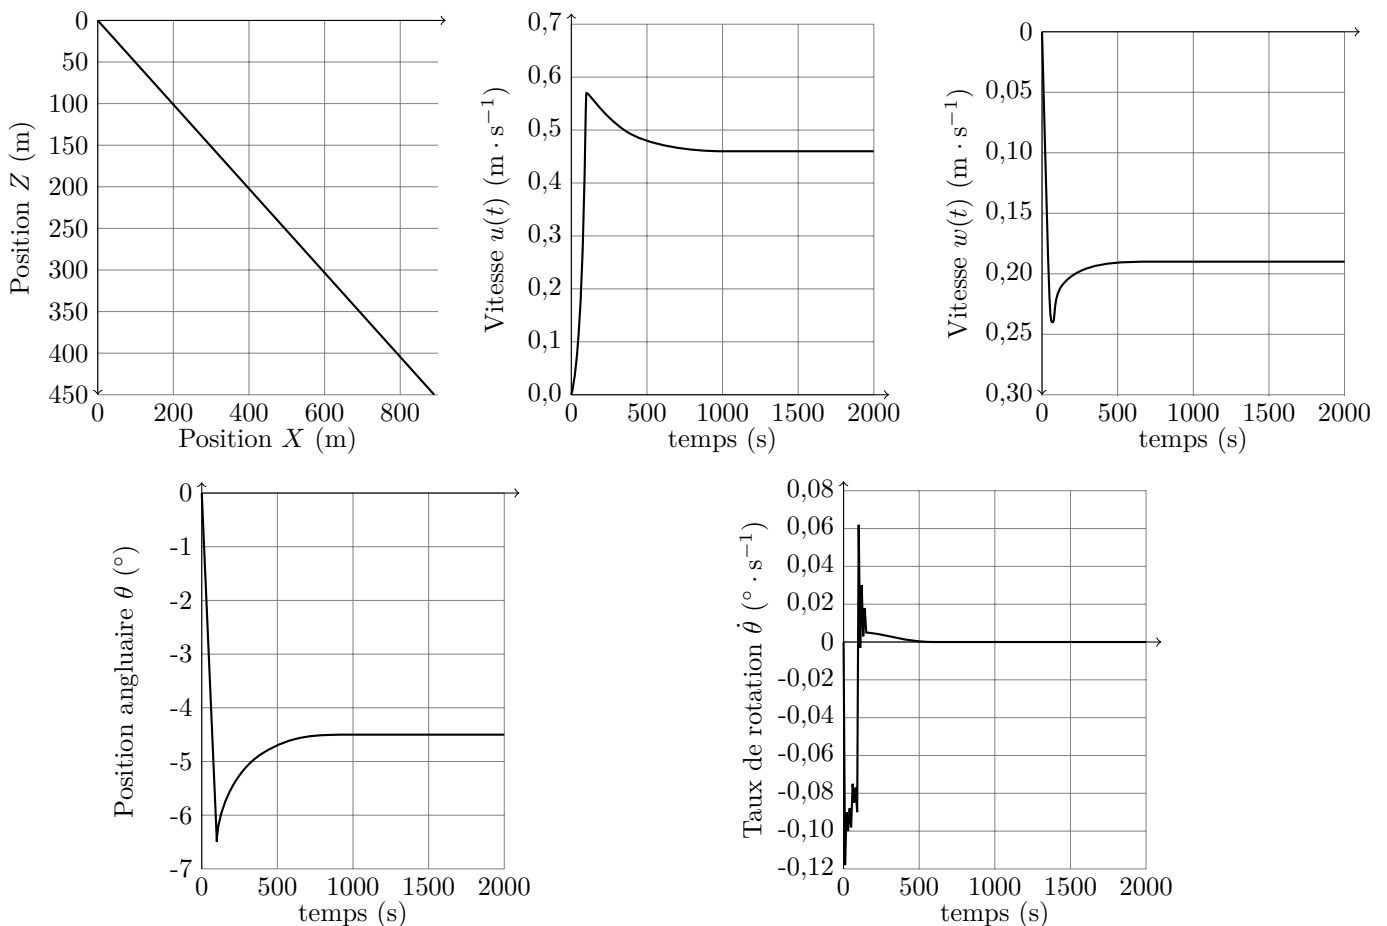 0
50
100
150
200
250
300
350
400
450
0 200 400 600 800
Position X (m)
Position Z (m)
0,7
0,6
0,5
0,4
0,3
0,2
0,1
0,0
0 500 1000 1500 2000
temps (s)
Vitesse u(t) (m · s⁻¹)
0
0,05
0,10
0,15
0,20
0,25
0,30
0 500 1000 1500 2000
temps (s)
Vitesse w(t) (m · s⁻¹)
0
-1
-2
-3
-4
-5
-6
-7
0 500 1000 1500 2000
temps (s)
Position angluaire θ (°)
0,08
0,06
0,04
0,02
0
-0,02
-0,04
-0,06
-0,08
-0,10
-0,12
0 500 1000 1500 2000
temps (s)
Taux de rotation θ̇ (° · s⁻¹)